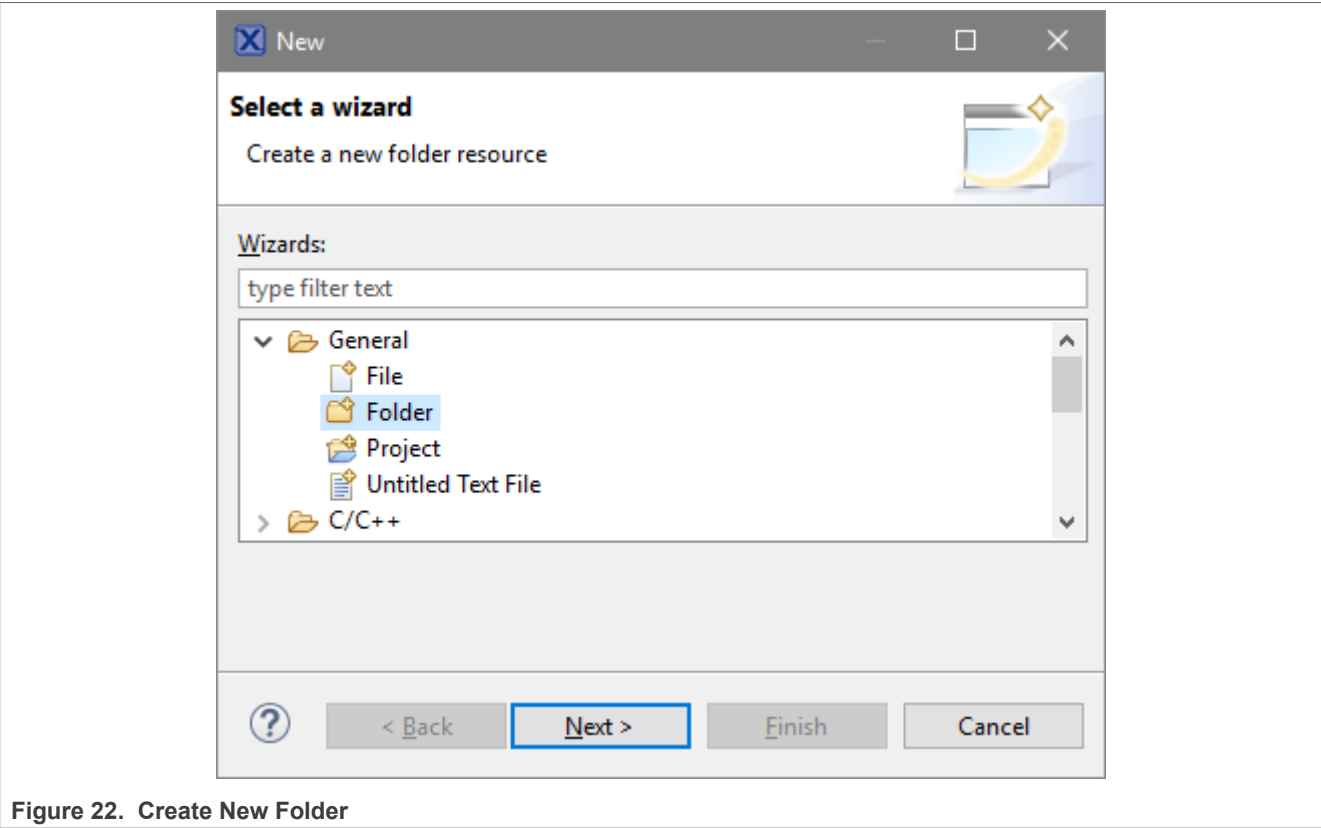 New
Select a wizard
Create a new folder resource
Wizards:
type filter text
General
File
Folder
Project
Untitled Text File
C/C++
? < Back Next > Finish Cancel
Figure 22. Create New Folder